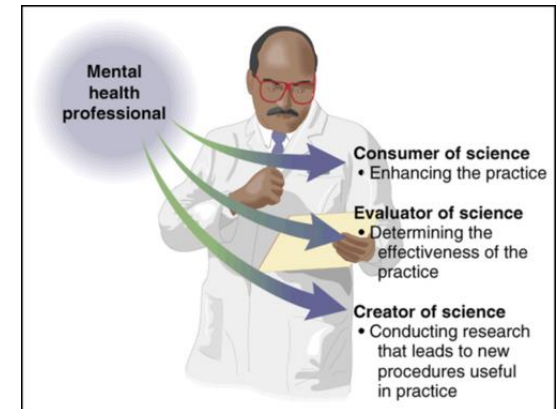 Mental
health
professional
Consumer of science
• Enhancing the practice
Evaluator of science
• Determining the
effectiveness of the
practice
Creator of science
• Conducting research
that leads to new
procedures useful
in practice